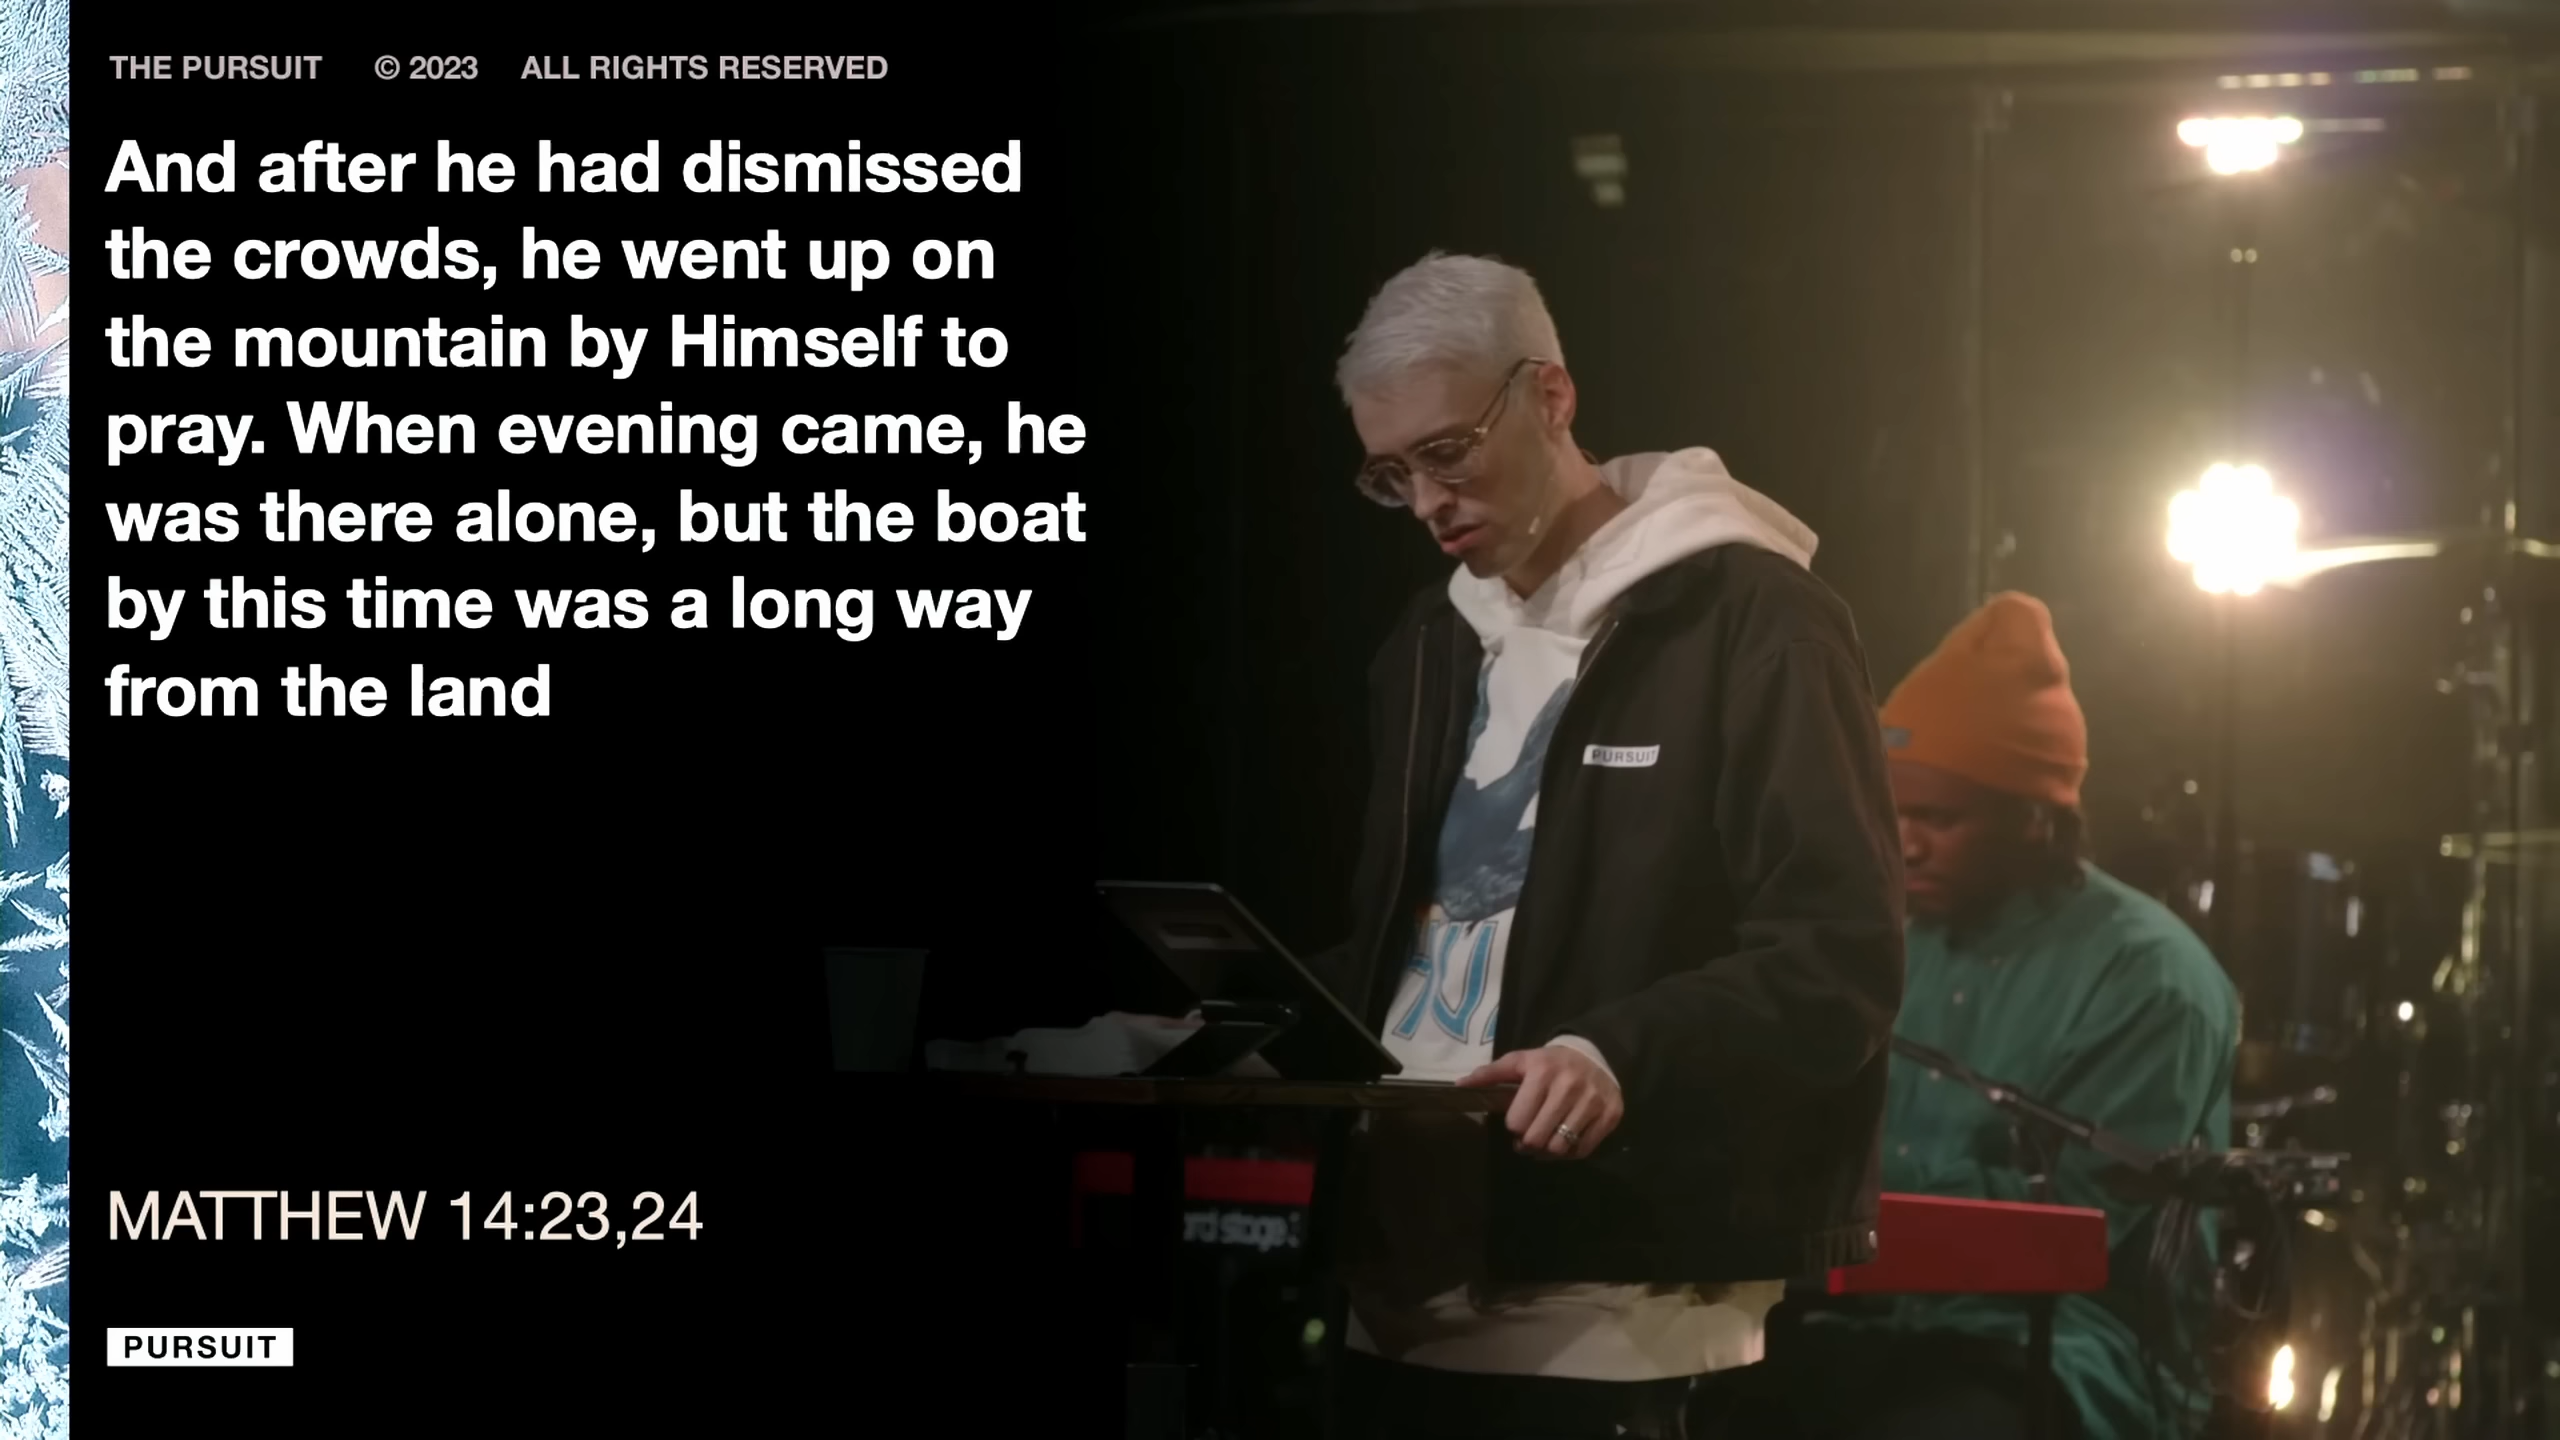 THE PURSUIT © 2023 ALL RIGHTS RESERVED
And after he had dismissed
the crowds, he went up on
the mountain by Himself to
pray. When evening came, he
was there alone, but the boat
by this time was a long way
from the land
PURSUIT
stage
MATTHEW 14:23,24
PURSUIT